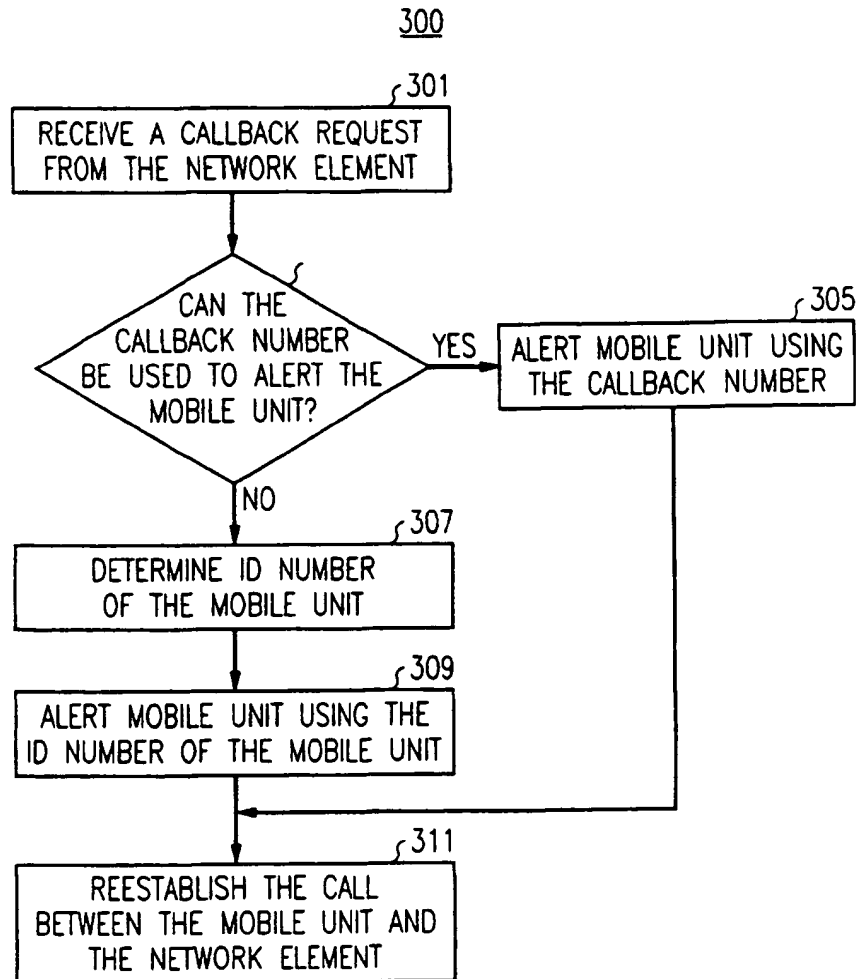 300
301
RECEIVE A CALLBACK REQUEST
FROM THE NETWORK ELEMENT
CAN THE
CALLBACK NUMBER
BE USED TO ALERT THE
MOBILE UNIT?
YES
305
ALERT MOBILE UNIT USING
THE CALLBACK NUMBER
NO
307
DETERMINE ID NUMBER
OF THE MOBILE UNIT
309
ALERT MOBILE UNIT USING THE
ID NUMBER OF THE MOBILE UNIT
311
REESTABLISH THE CALL
BETWEEN THE MOBILE UNIT AND
THE NETWORK ELEMENT